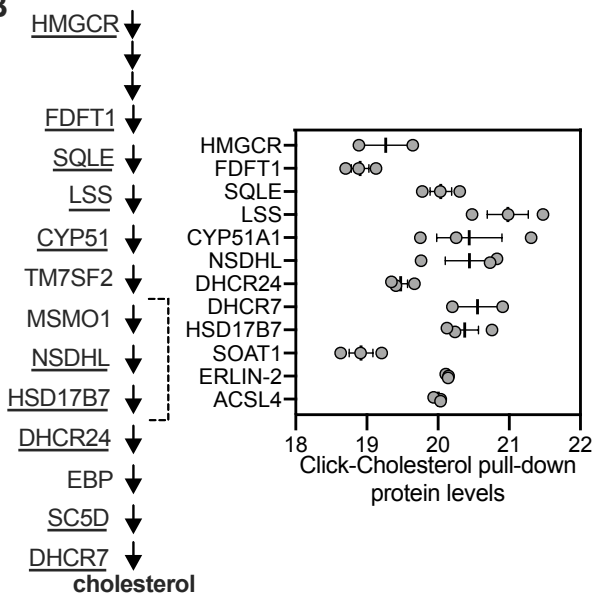 B
HMGCR
FDFT1
SQLE
LSS
CYP51
TM7SF2
MSMO1
NSDHL
HSD17B7
DHCR24
EBP
SC5D
DHCR7
cholesterol
HMGCR
FDFT1
SQLE
LSS
CYP51A1
NSDHL
DHCR24
DHCR7
HSD17B7
SOAT1
ERLIN-2
ACSL4
18 19 20 21 22
Click-Cholesterol pull-down
protein levels